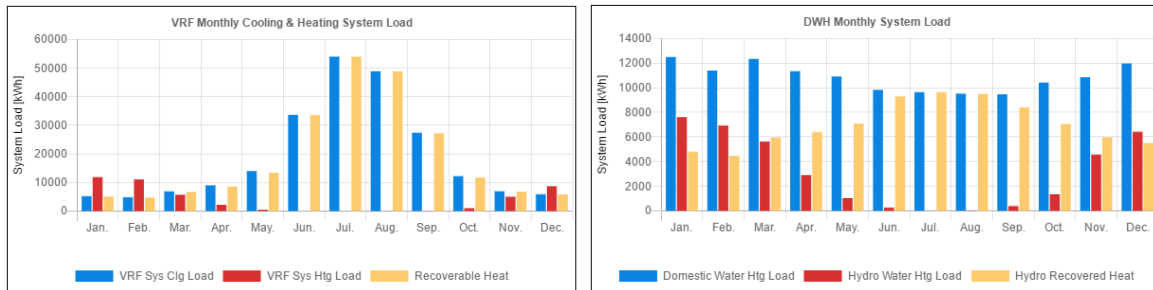 VRF Monthly Cooling & Heating System Load
System Load [kWh]
60000
50000
40000
30000
20000
10000
0
Jan. Feb. Mar. Apr. May. Jun. Jul. Aug. Sep. Oct. Nov. Dec.
VRF Sys Clg Load VRF Sys Htg Load Recoverable Heat
DWH Monthly System Load
System Load [kWh]
14000
12000
10000
8000
6000
4000
2000
0
Jan. Feb. Mar. Apr. May. Jun. Jul. Aug. Sep. Oct. Nov. Dec.
Domestic Water Htg Load Hydro Water Htg Load Hydro Recovered Heat